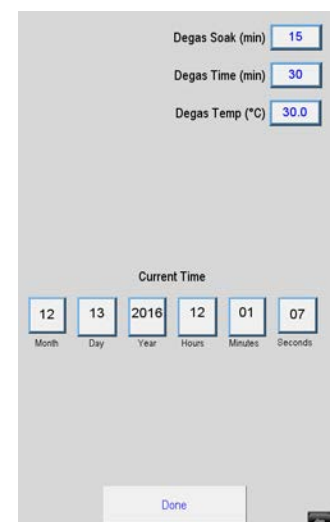 Degas Soak (min) 15
Degas Time (min) 30
Degas Temp (°C) 30.0
Current Time
12 13 2016 12 01 07
Month Day Year Hours Minutes Seconds
Done